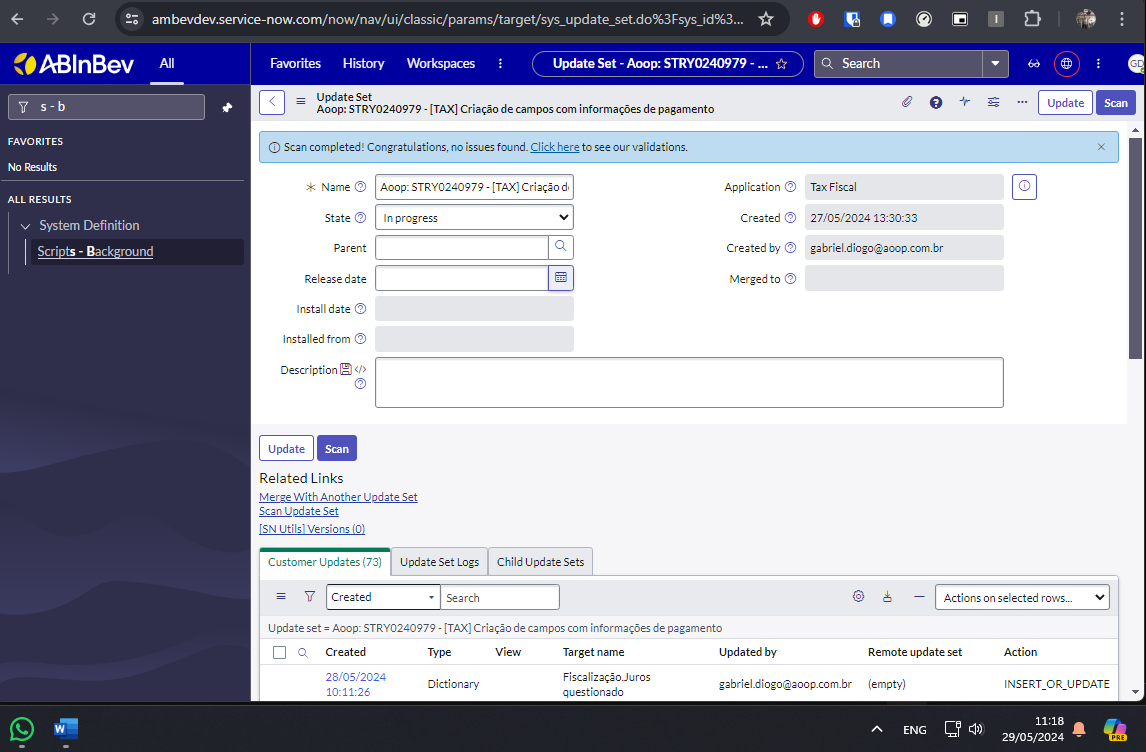 ambevdev.service-now.com/now/nav/ui/classic/params/target/sys_update_set.do%3Fsys_id%3...
ABInBev
All
Favorites
History
Workspaces
Update Set - Aoop: STRY0240979 - ...
Search
GD
s - b
FAVORITES
No Results
ALL RESULTS
System Definition
Scripts - Background
Update Set
Aoop: STRY0240979 - [TAX] Criação de campos com informações de pagamento
Update
Scan
Scan completed! Congratulations, no issues found. Click here to see our validations.
Name
Aoop: STRY0240979 - [TAX] Criação de
Application
Tax Fiscal
State
In progress
Created
27/05/2024 13:30:33
Parent
Created by
gabriel.diogo@aoop.com.br
Release date
Merged to
Install date
Installed from
Description
Update
Scan
Related Links
Merge With Another Update Set
Scan Update Set
[SN Utils] Versions (0)
Customer Updates (73)
Update Set Logs
Child Update Sets
Created
Search
Actions on selected rows...
Update set = Aoop: STRY0240979 - [TAX] Criação de campos com informações de pagamento
Created
Type
View
Target name
Updated by
Remote update set
Action
28/05/2024
10:11:26
Dictionary
Fiscalização.Juros
questionado
gabriel.diogo@aoop.com.br
(empty)
INSERT_OR_UPDATE
ENG
11:18
29/05/2024
PRE